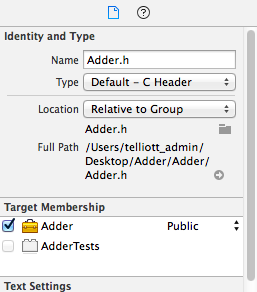 Identity and Type
Name Adder.h
Type Default - C Header
Location Relative to Group
Adder.h
Full Path /Users/telliott_admin/
Desktop/Adder/Adder/
Adder.h
Target Membership
Adder Public
AdderTests
Text Settings